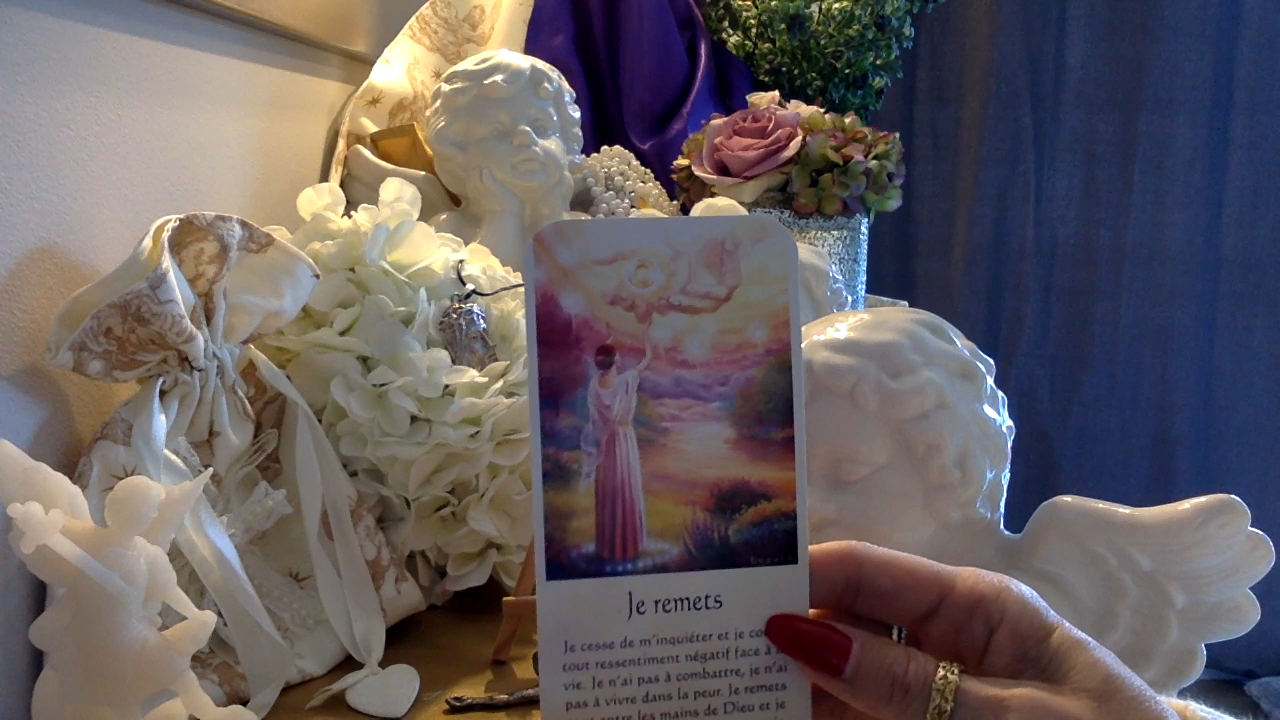 Je remets
Je cesse de m'inquiéter et je
tout ressentiment négatif face à
vie. Je n'ai pas à combattre, je n'ai
pas à vivre dans la peur. Je remets
entre les mains de Dieu et je